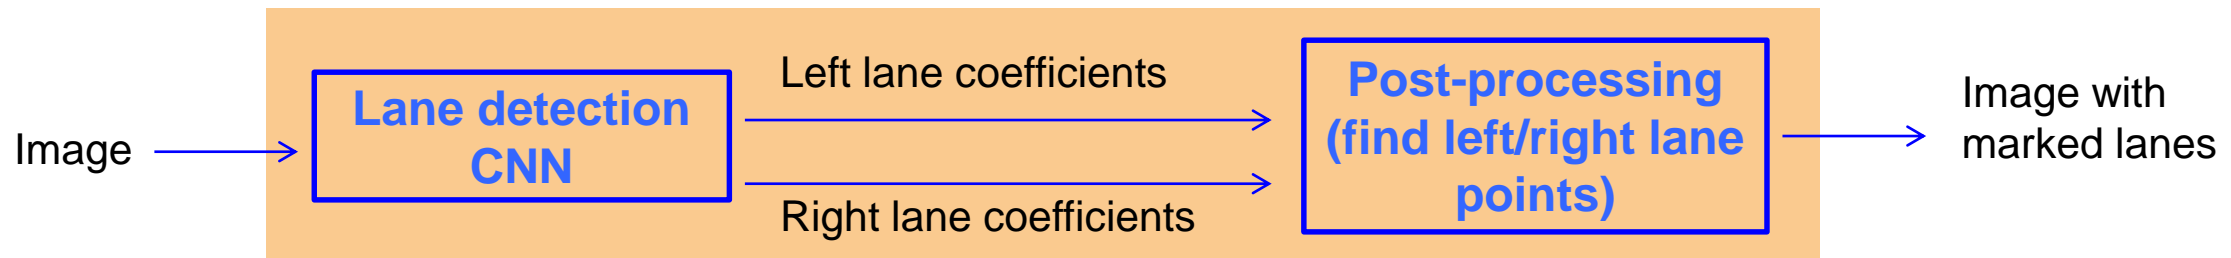 Image
Lane detection
CNN
Left lane coefficients
Right lane coefficients
Post-processing
(find left/right lane
points)
Image with
marked lanes